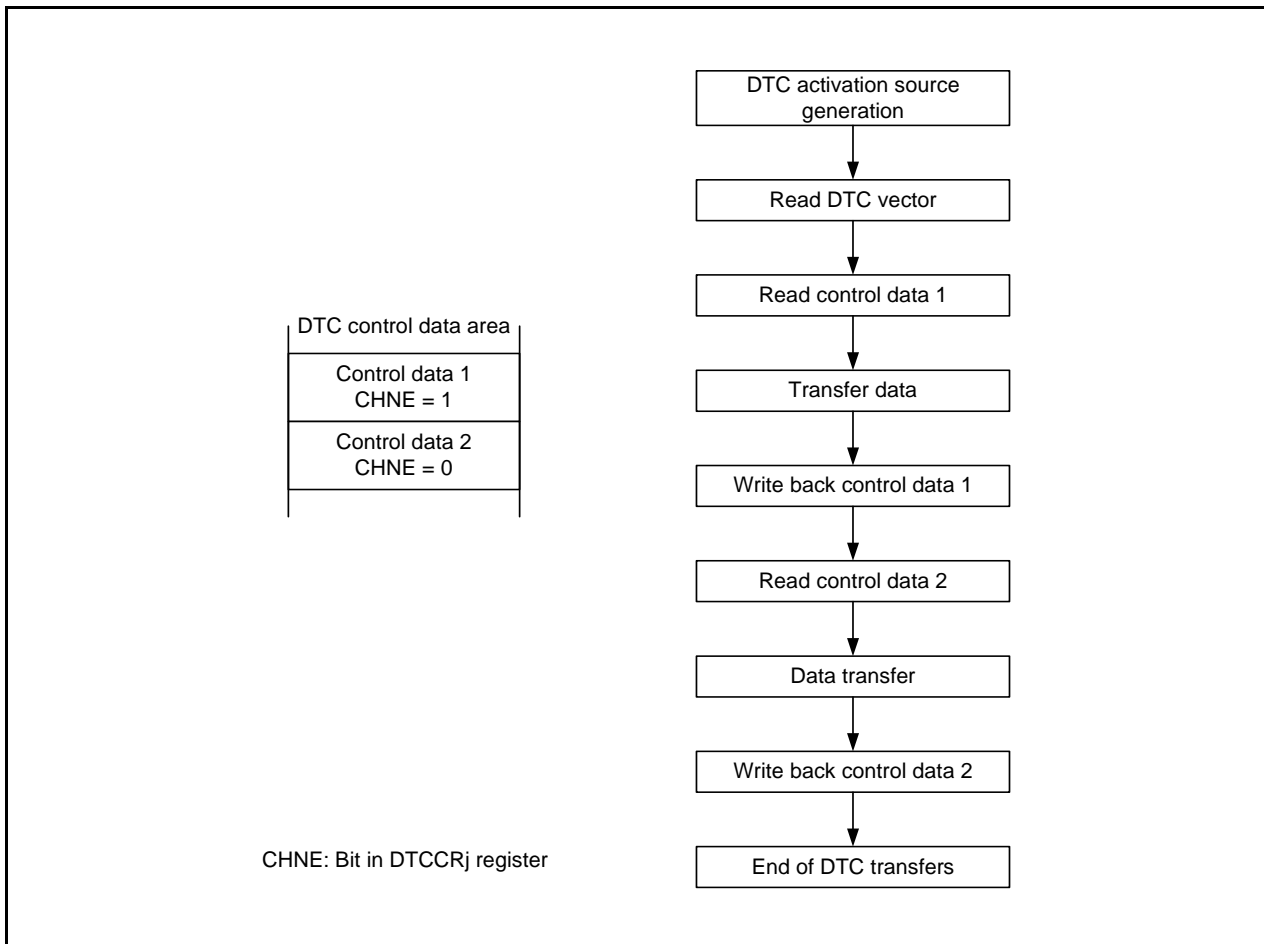 DTC activation source
generation
Read DTC vector
Read control data 1
Transfer data
Write back control data 1
Read control data 2
Data transfer
Write back control data 2
End of DTC transfers
DTC control data area
Control data 1
CHNE = 1
Control data 2
CHNE = 0
CHNE: Bit in DTCCRj register